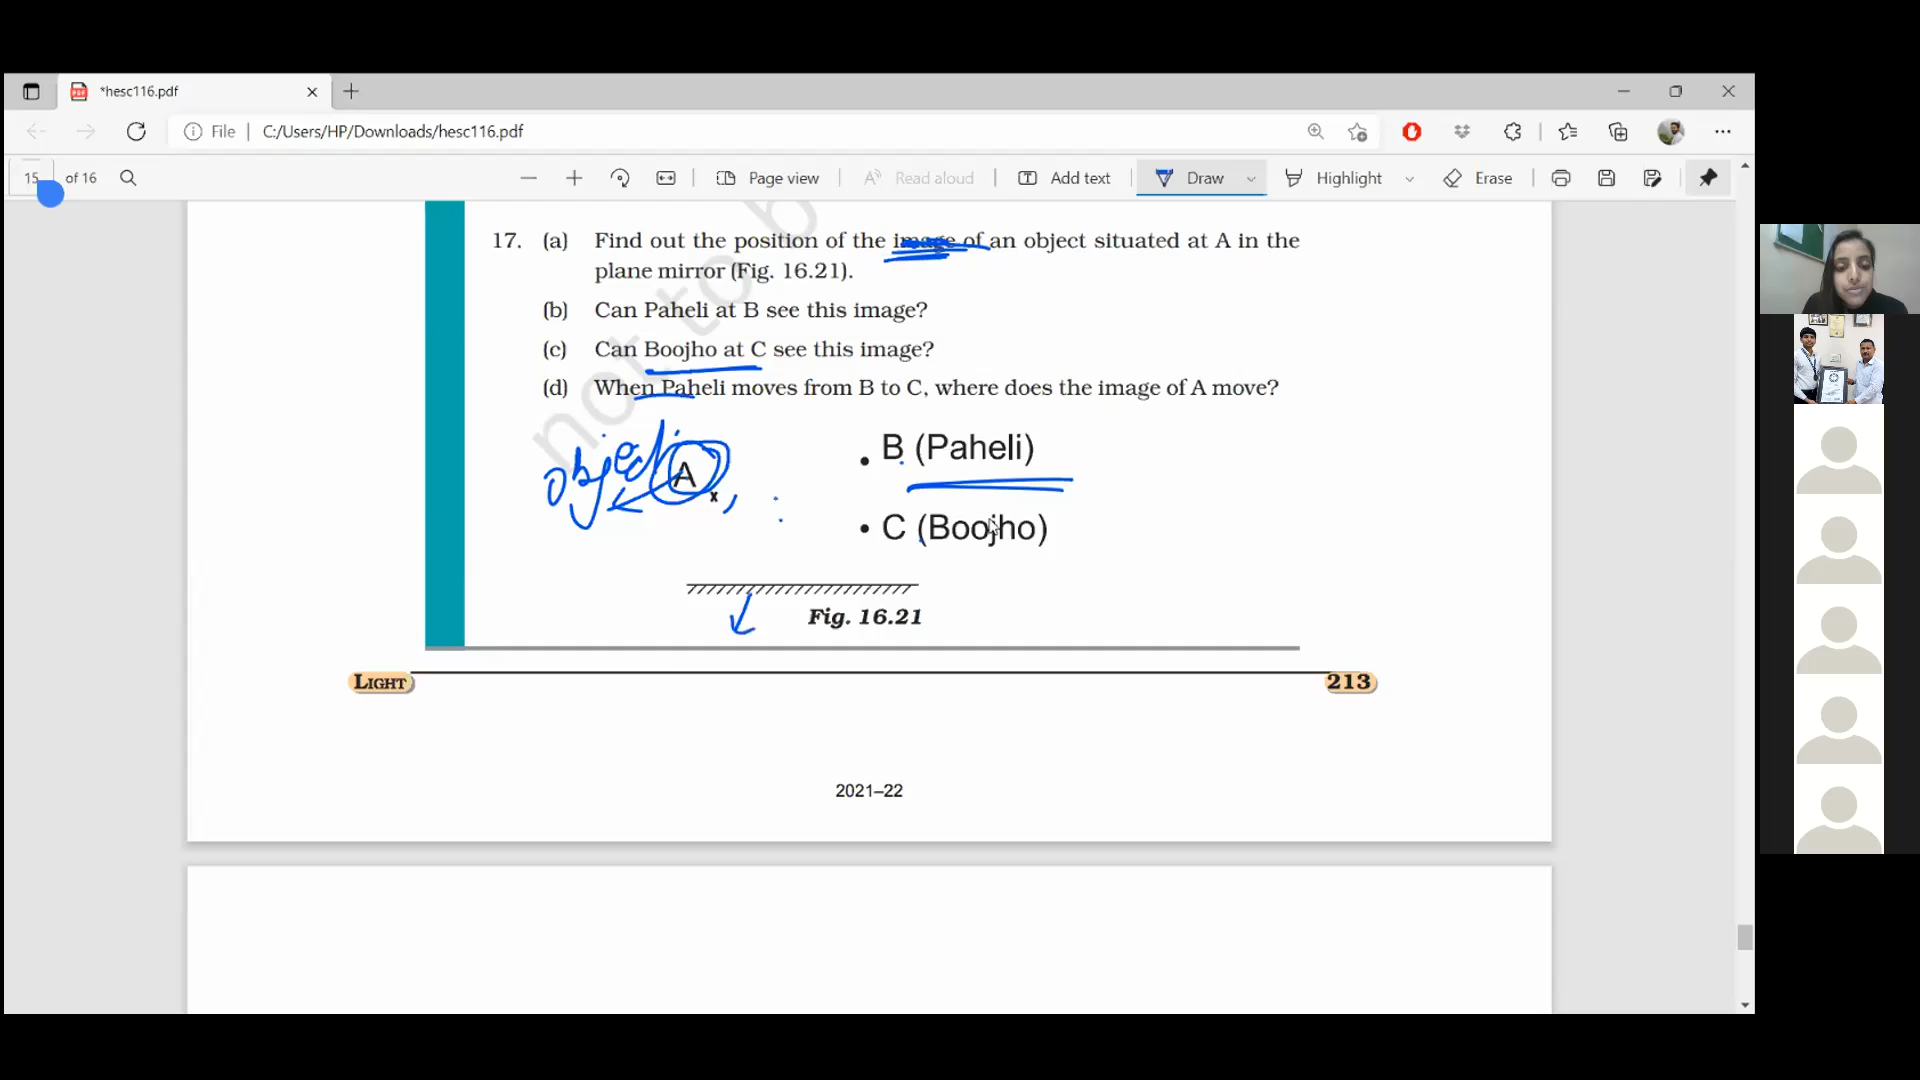 *hesc116.pdf
File
C:/Users/HP/Downloads/hesc116.pdf
15 of 16
Page view
Read aloud
Add text
Draw
Highlight
Erase
17. (a) Find out the position of the image of an object situated at A in the
plane mirror (Fig. 16.21).
(b) Can Paheli at B see this image?
(c) Can Boojho at C see this image?
(d) When Paheli moves from B to C, where does the image of A move?
not to b
object
A
x
B (Paheli)
C (Boojho)
Fig. 16.21
LIGHT
213
2021–22